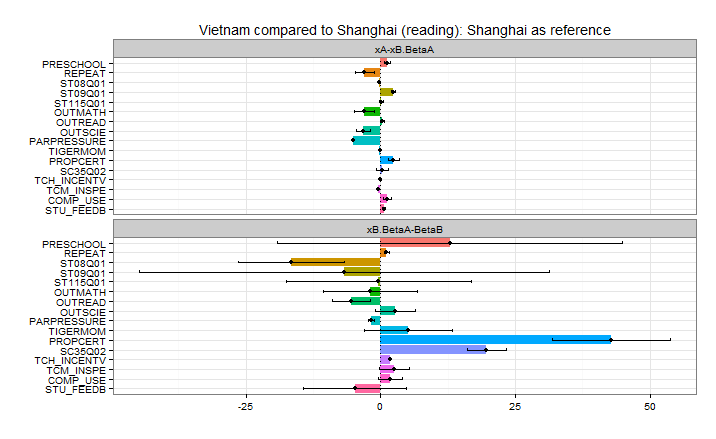 Vietnam compared to Shanghai (reading): Shanghai as reference
xA-xB.BetaA
PRESCHOOL
REPEAT
ST08Q01
ST09Q01
ST115Q01
OUTMATH
OUTREAD
OUTSCIE
PARPRESSURE
TIGERMOM
PROPCERT
SC35Q02
TCH_INCENTV
TCM_INSPE
COMP_USE
STU_FEEDB
xB.BetaA-BetaB
PRESCHOOL
REPEAT
ST08Q01
ST09Q01
ST115Q01
OUTMATH
OUTREAD
OUTSCIE
PARPRESSURE
TIGERMOM
PROPCERT
SC35Q02
TCH_INCENTV
TCM_INSPE
COMP_USE
STU_FEEDB
-25 0 25 50